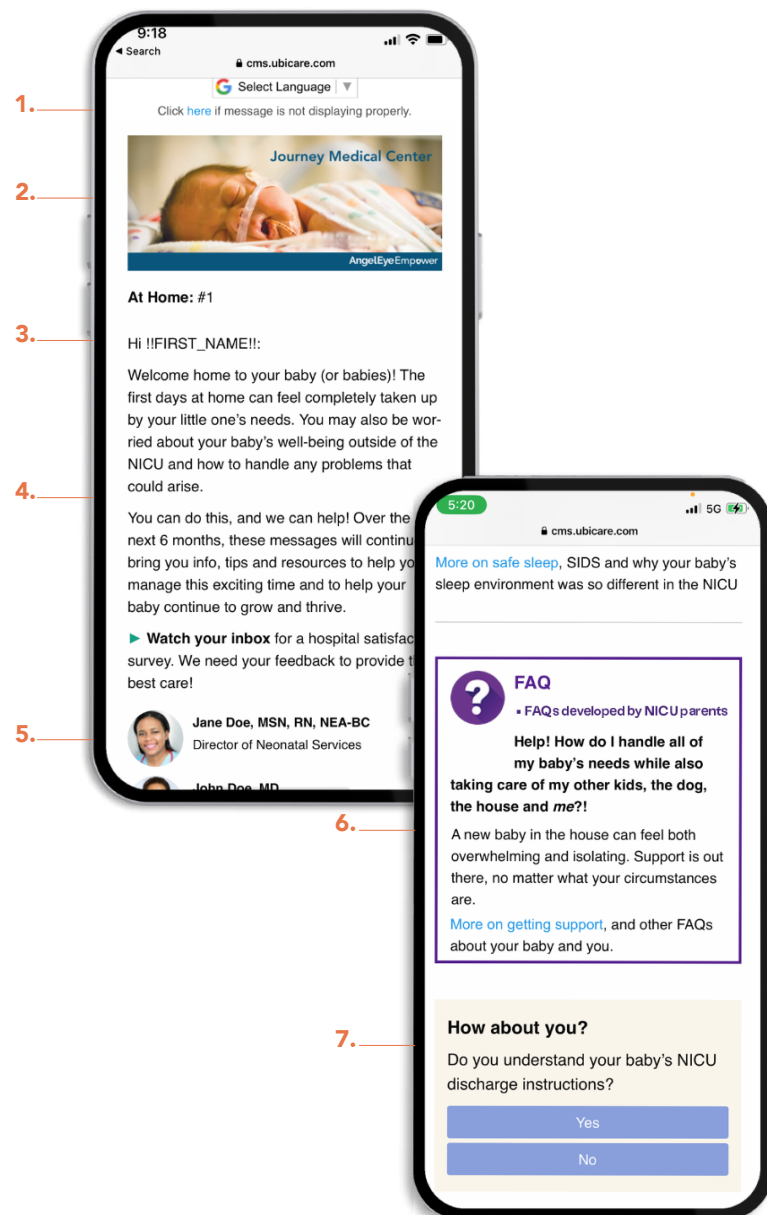 9:18
◀ Search
cms.ubicare.com
Select Language ▼
1.
Click here if message is not displaying properly.
Journey Medical Center
2.
AngelEye Empower
At Home: #1
3.
Hi !!FIRST_NAME!!:
Welcome home to your baby (or babies)! The
first days at home can feel completely taken up
by your little one's needs. You may also be wor-
ried about your baby's well-being outside of the
NICU and how to handle any problems that
could arise.
4.
You can do this, and we can help! Over the
next 6 months, these messages will
bring you info, tips and resources to help
manage this exciting time and to help your
baby continue to grow and thrive.
▶ Watch your inbox for a hospital
survey. We need your feedback to provide
best care!
5.
Jane Doe, MSN, RN, NEA-BC
Director of Neonatal Services
John Doe, MD
5:20
5G
cms.ubicare.com
More on safe sleep, SIDS and why your baby's
sleep environment was so different in the NICU
?
FAQ
▪ FAQs developed by NICU parents
Help! How do I handle all of
my baby's needs while also
taking care of my other kids, the dog,
the house and me?!
6.
A new baby in the house can feel both
overwhelming and isolating. Support is out
there, no matter what your circumstances
are.
More on getting support, and other FAQs
about your baby and you.
7.
How about you?
Do you understand your baby's NICU
discharge instructions?
Yes
No